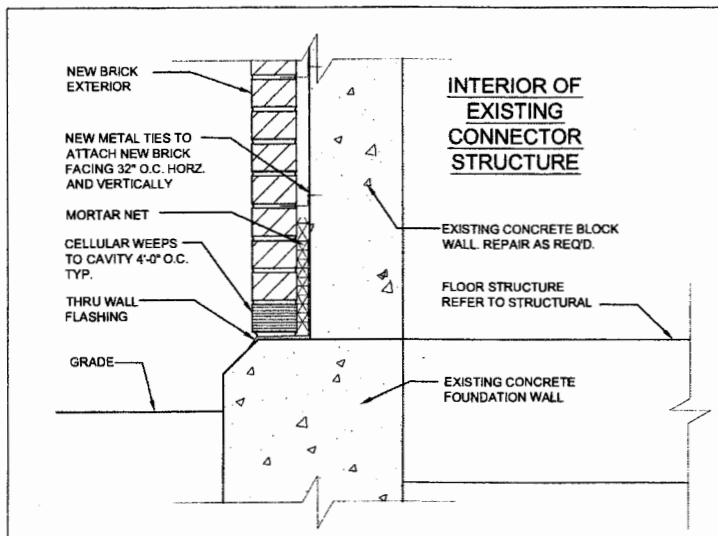 NEW BRICK
EXTERIOR
NEW METAL TIES TO
ATTACH NEW BRICK
FACING 32" O.C. HORZ.
AND VERTICALLY
MORTAR NET
CELLULAR WEEPS
TO CAVITY 4'-0" O.C.
TYP.
THRU WALL
FLASHING
GRADE
INTERIOR OF
EXISTING
CONNECTOR
STRUCTURE
EXISTING CONCRETE BLOCK
WALL. REPAIR AS REQ'D.
FLOOR STRUCTURE
REFER TO STRUCTURAL
EXISTING CONCRETE
FOUNDATION WALL